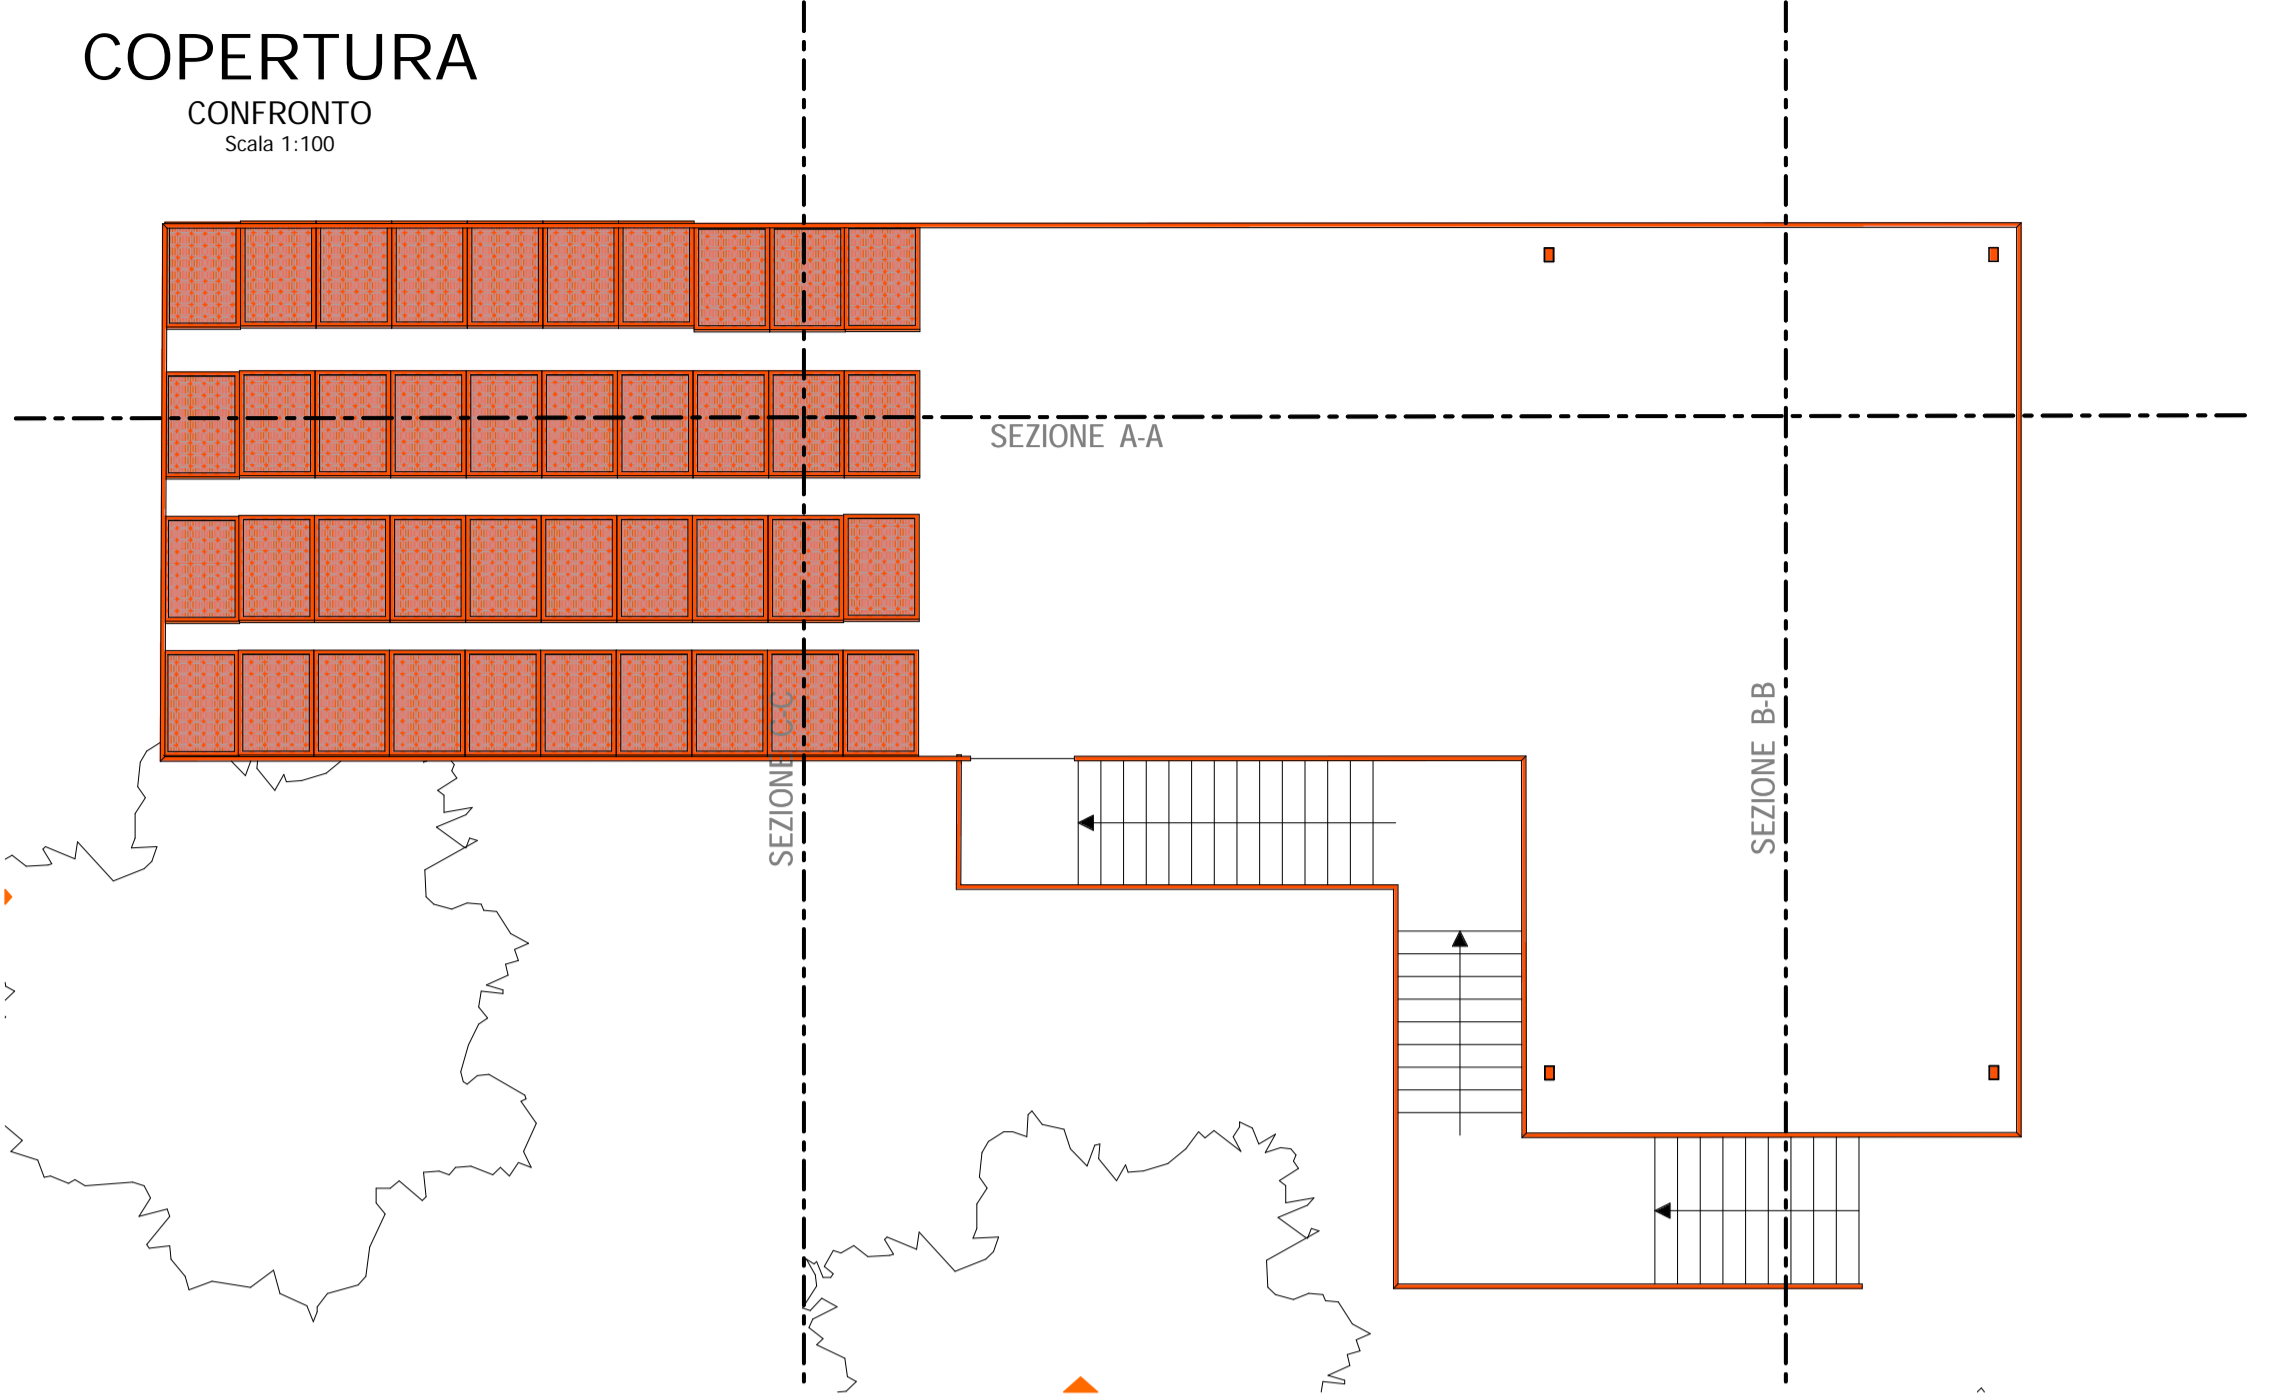 COPERTURA
CONFRONTO
Scala 1:100
SEZIONE A-A
SEZIONE C-C
SEZIONE B-B